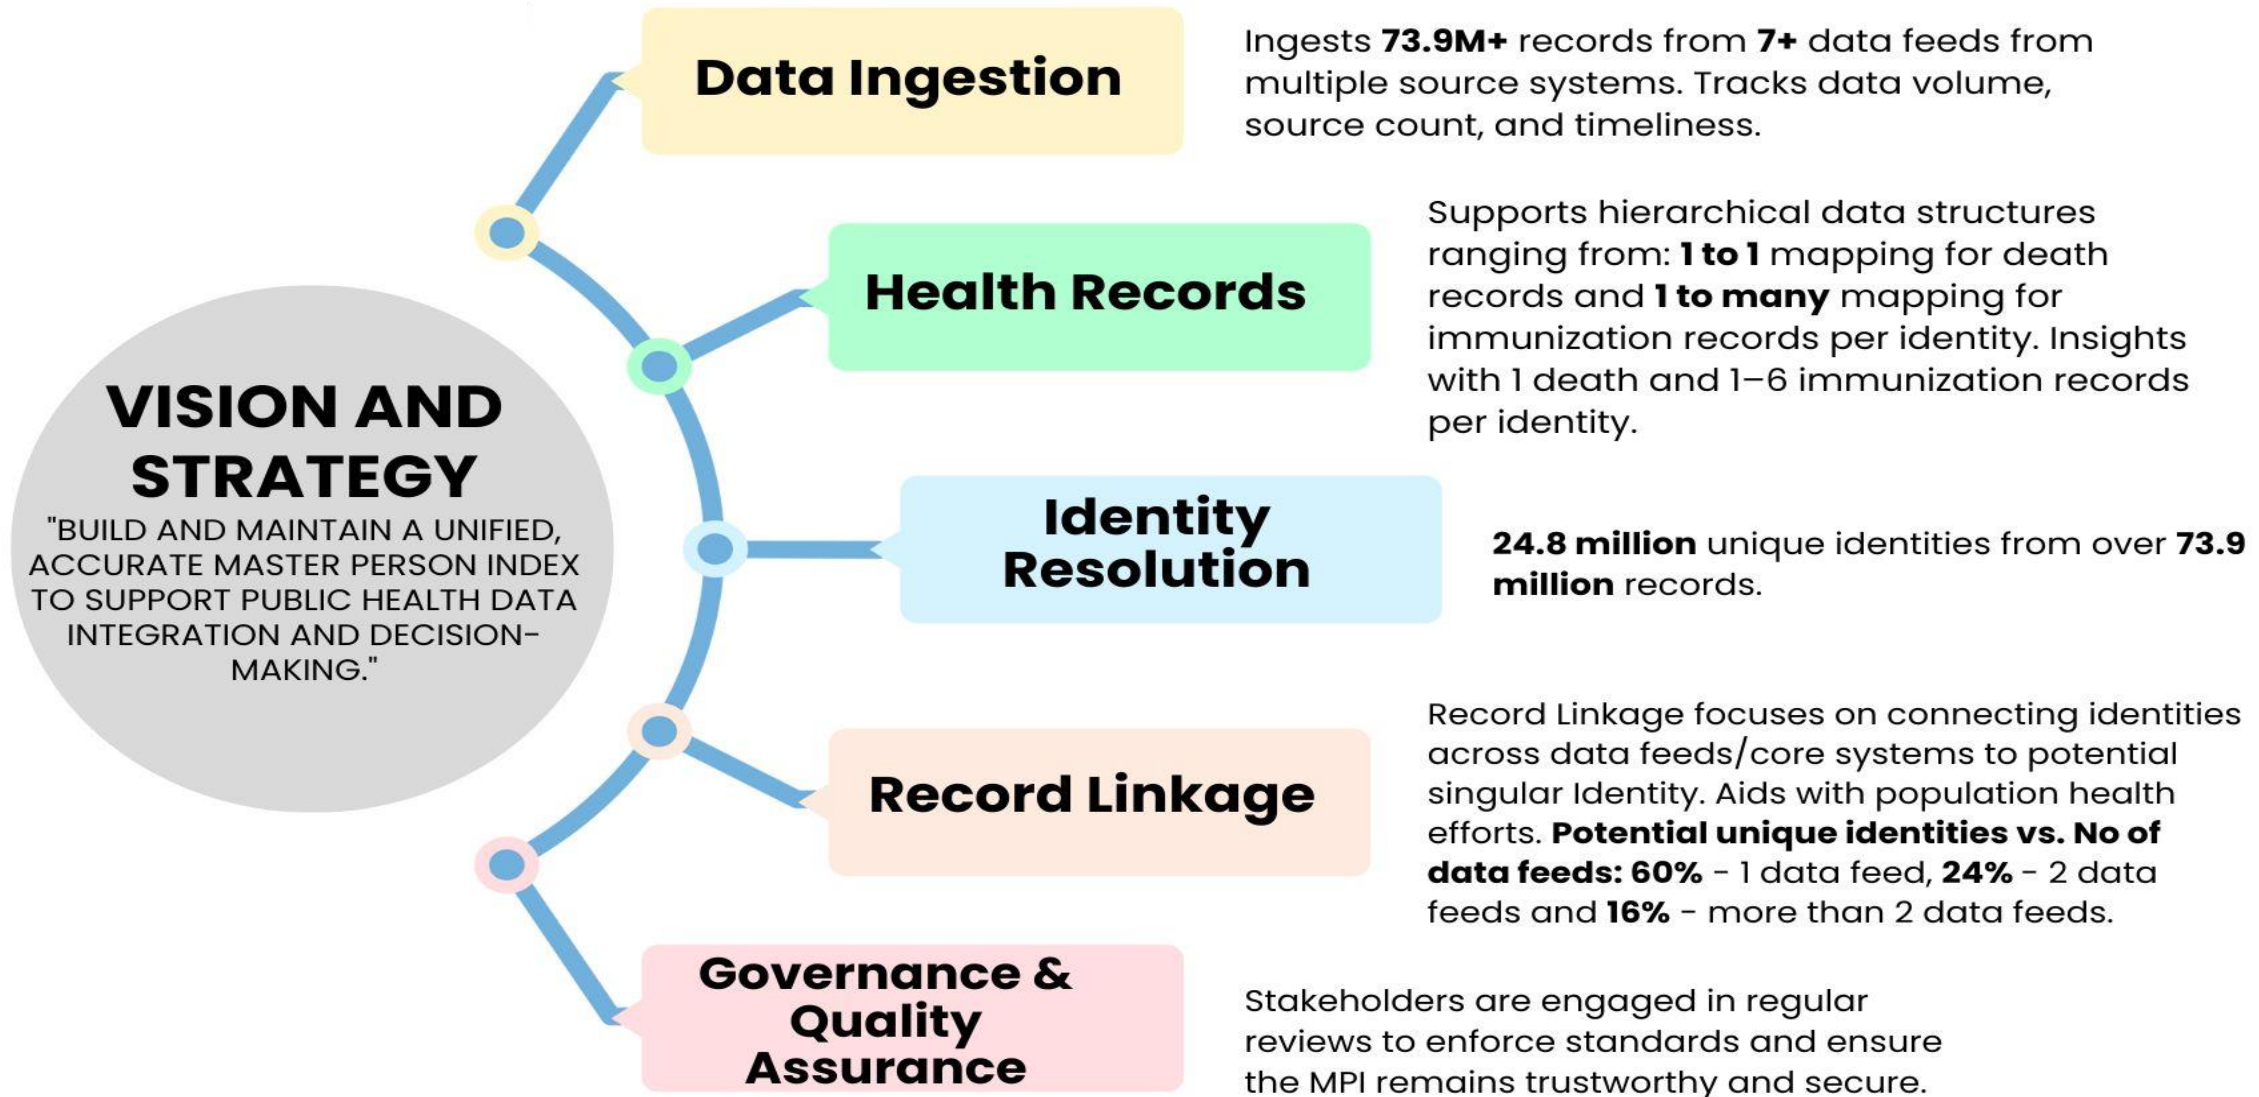 VISION AND
STRATEGY
"BUILD AND MAINTAIN A UNIFIED,
ACCURATE MASTER PERSON INDEX
TO SUPPORT PUBLIC HEALTH DATA
INTEGRATION AND DECISION-
MAKING."
Data Ingestion
Ingests 73.9M+ records from 7+ data feeds from
multiple source systems. Tracks data volume,
source count, and timeliness.
Health Records
Supports hierarchical data structures
ranging from: 1 to 1 mapping for death
records and 1 to many mapping for
immunization records per identity. Insights
with 1 death and 1–6 immunization records
per identity.
Identity
Resolution
24.8 million unique identities from over 73.9
million records.
Record Linkage
Record Linkage focuses on connecting identities
across data feeds/core systems to potential
singular Identity. Aids with population health
efforts. Potential unique identities vs. No of
data feeds: 60% - 1 data feed, 24% - 2 data
feeds and 16% - more than 2 data feeds.
Governance &
Quality
Assurance
Stakeholders are engaged in regular
reviews to enforce standards and ensure
the MPI remains trustworthy and secure.